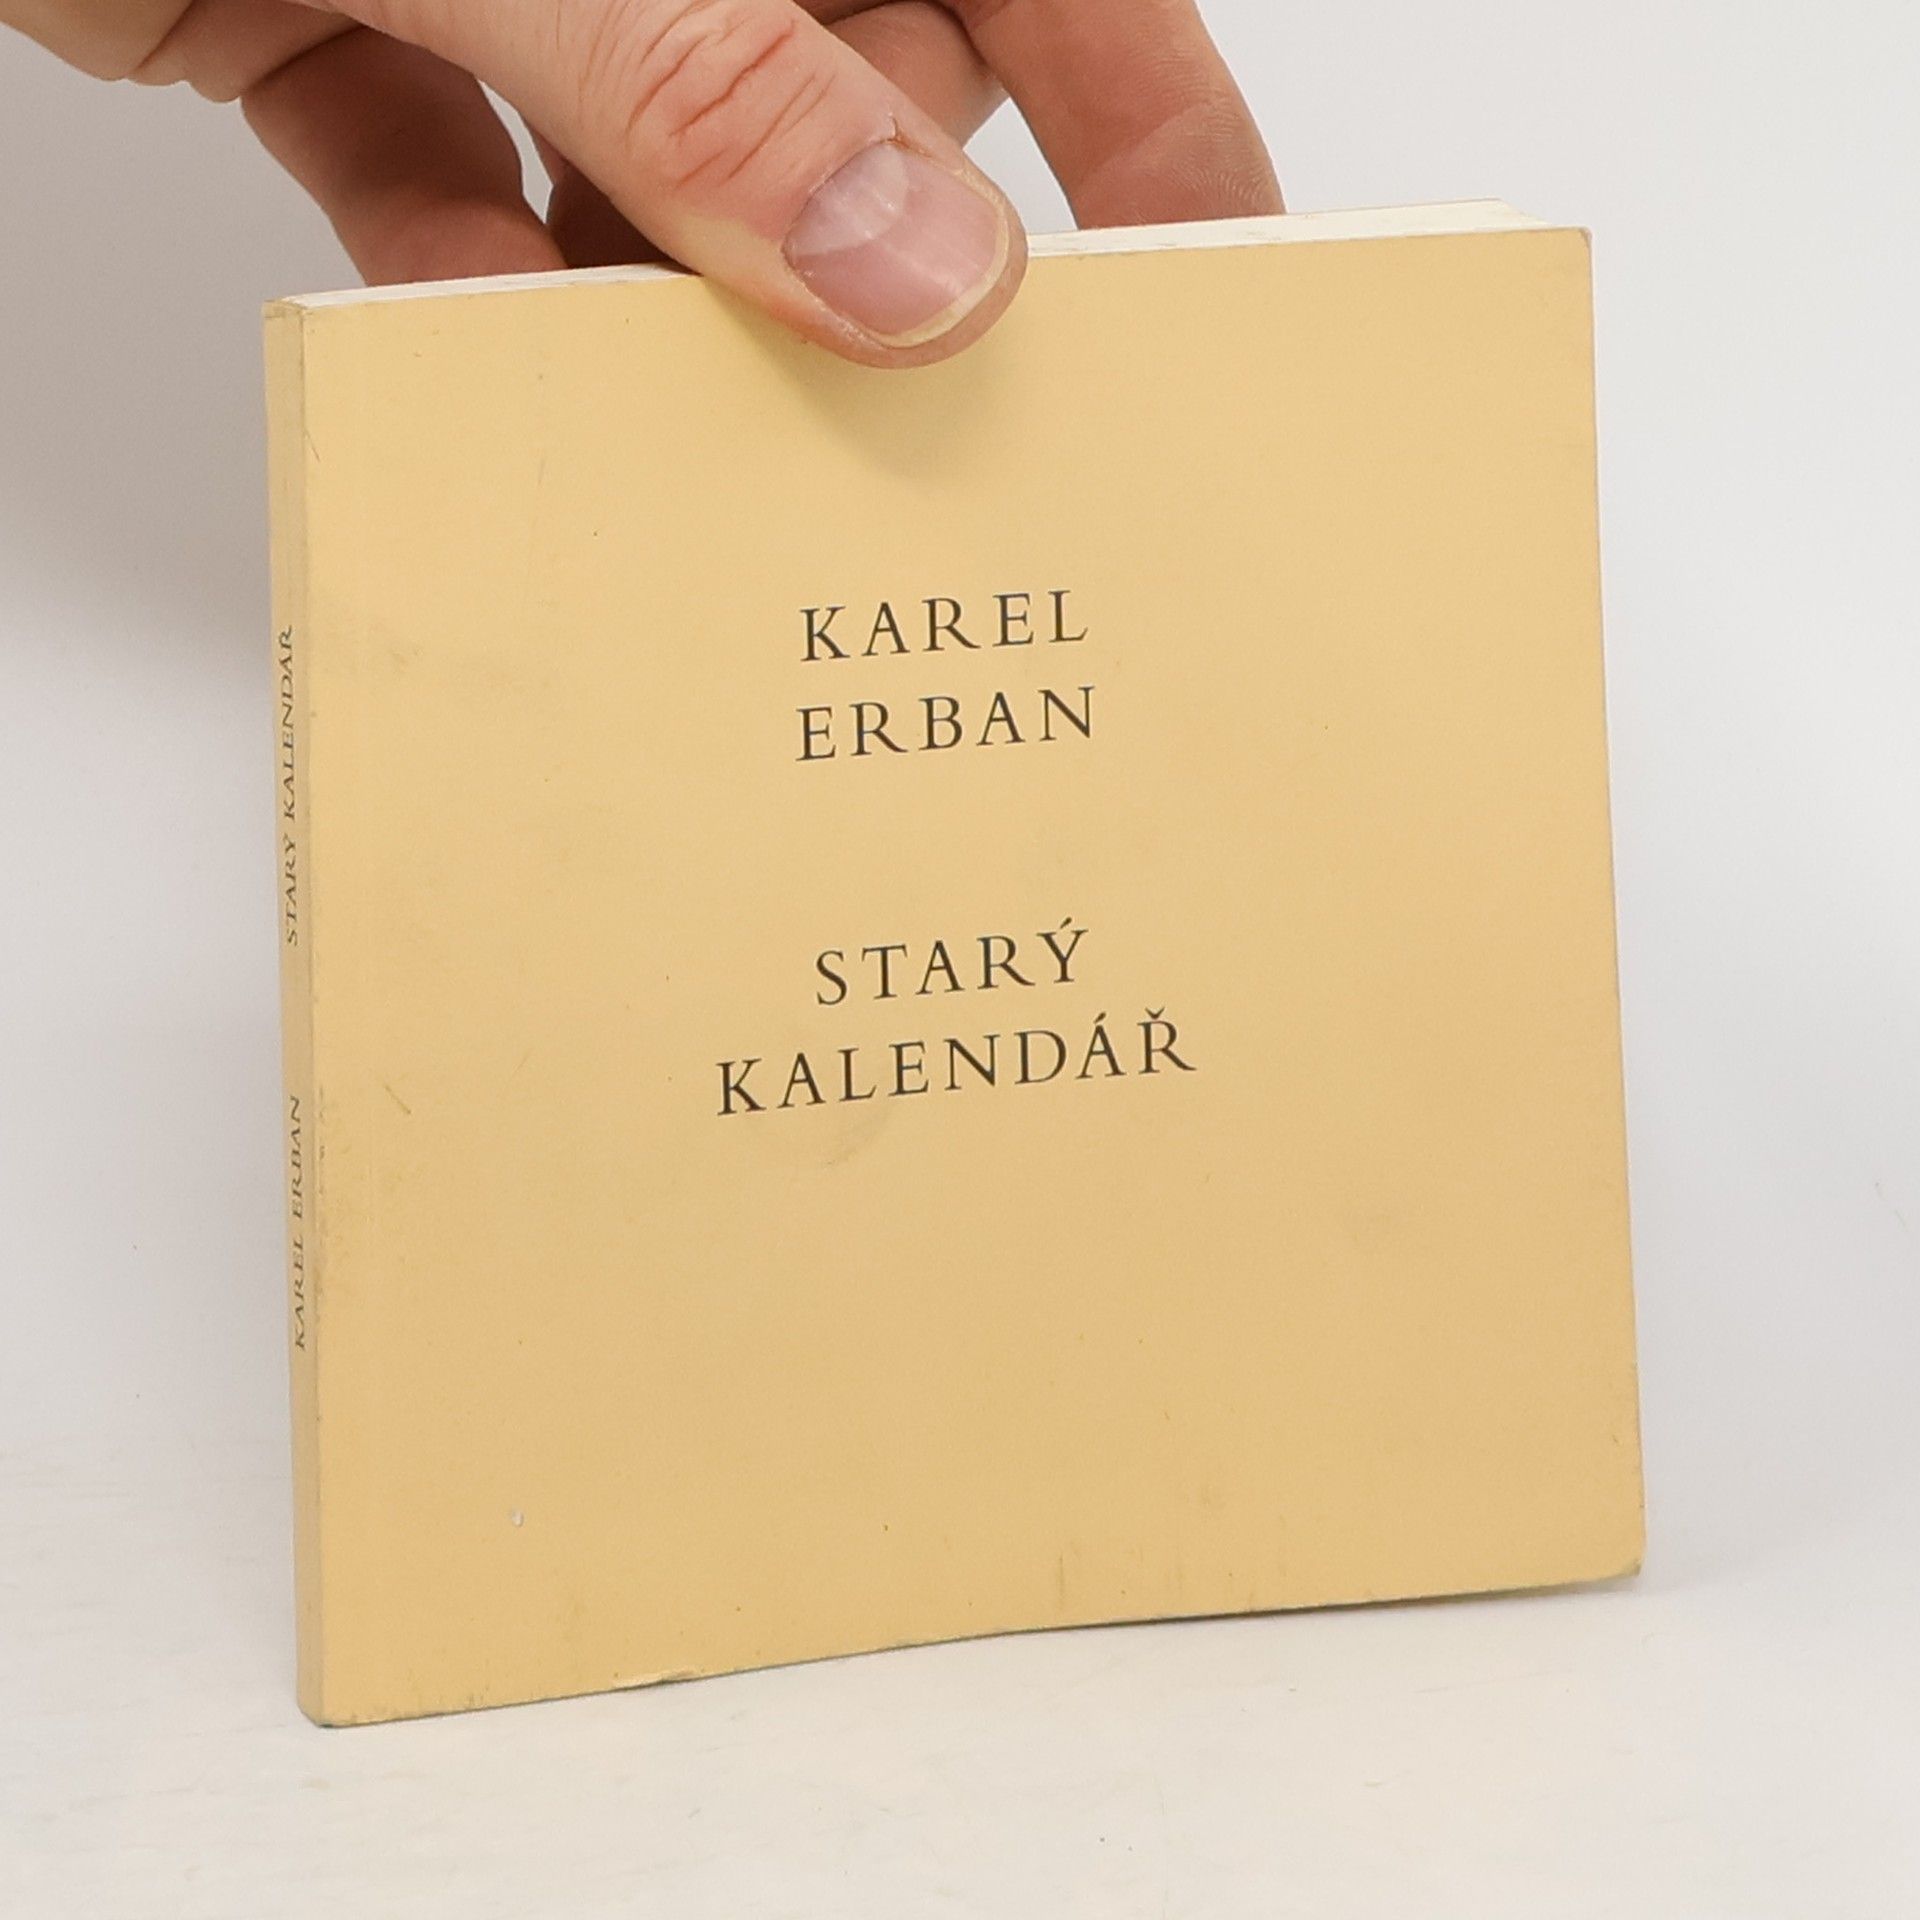 KAREL
ERBAN
STARÝ
KALENDÁŘ
KAREL ERBAN STARÝ KALENDÁŘ